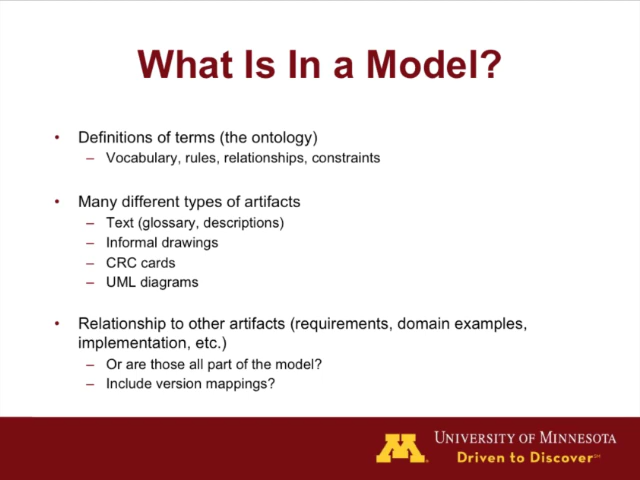 What Is In a Model?
• Definitions of terms (the ontology)
– Vocabulary, rules, relationships, constraints
• Many different types of artifacts
– Text (glossary, descriptions)
– Informal drawings
– CRC cards
– UML diagrams
• Relationship to other artifacts (requirements, domain examples,
implementation, etc.)
– Or are those all part of the model?
– Include version mappings?
M
UNIVERSITY OF MINNESOTA
Driven to Discover℠